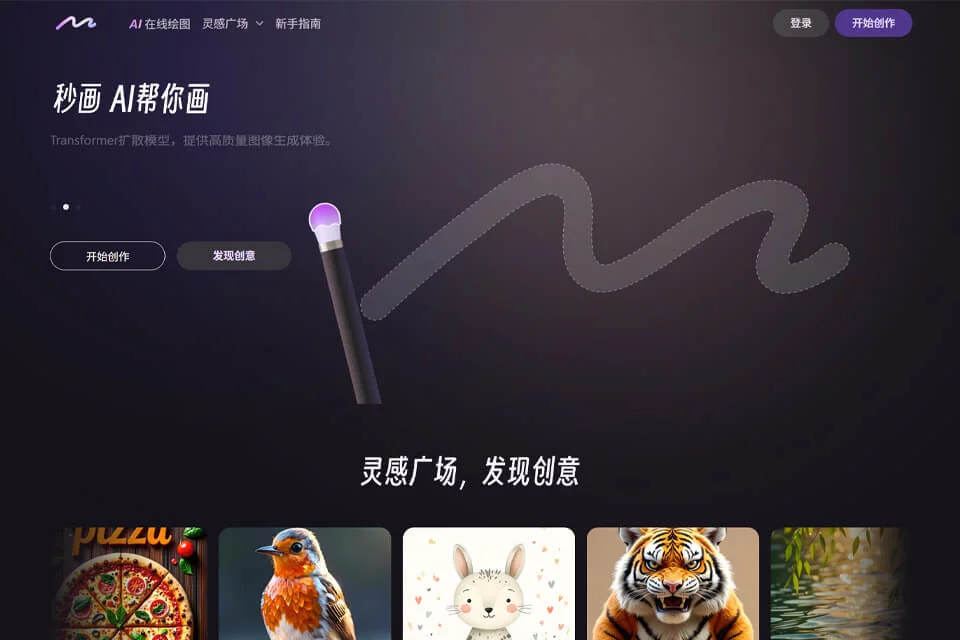 AI 在线绘图 灵感广场 新手指南 登录 开始创作
秒画 AI帮你画
Transformer扩散模型，提供高质量图像生成体验。
开始创作 发现创意
灵感广场，发现创意
pizza